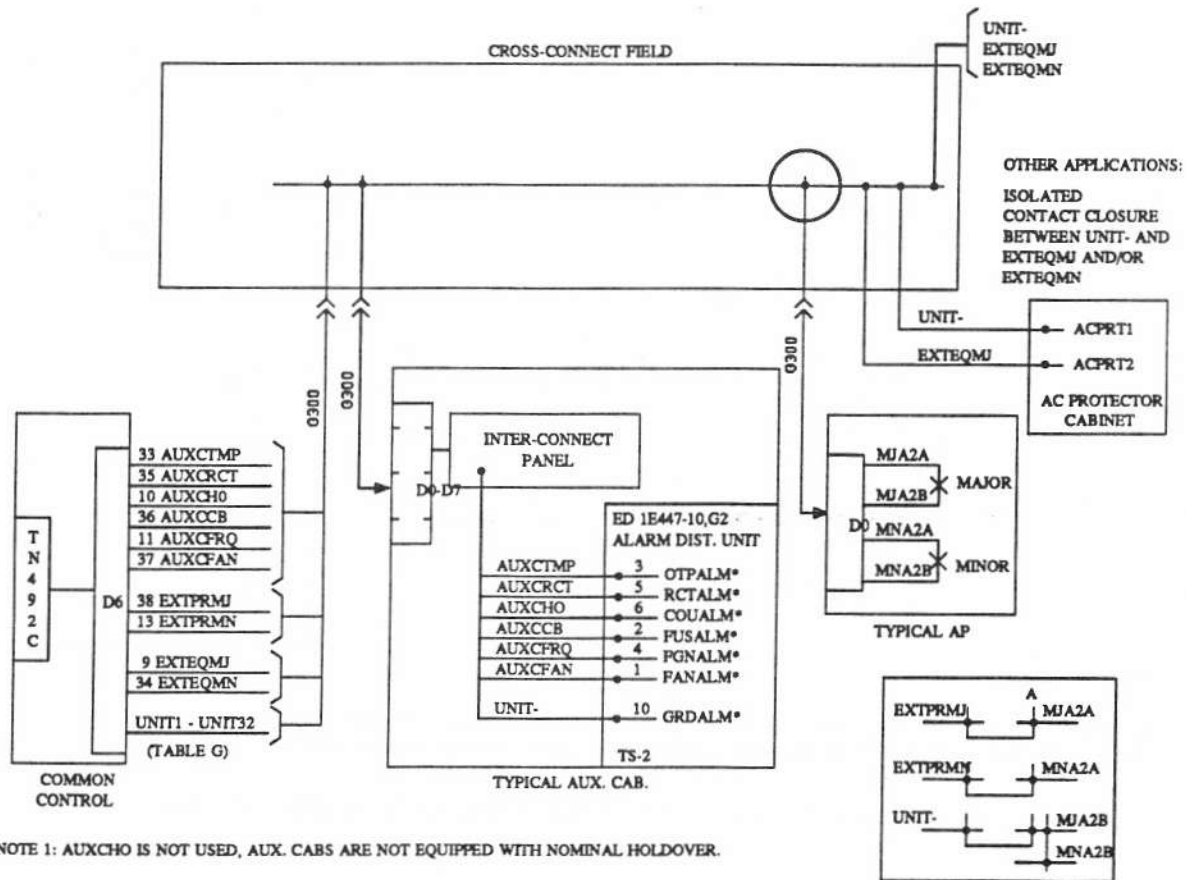 CROSS-CONNECT FIELD
UNIT-
EXTEQMJ
EXTEQMN
OTHER APPLICATIONS:
ISOLATED
CONTACT CLOSURE
BETWEEN UNIT- AND
EXTEQMJ AND/OR
EXTEQMN
UNIT-
EXTEQMJ
ACPRT1
ACPRT2
AC PROTECTOR
CABINET
0300
0300
0300
TN492C
D6
33 AUXCTMP
35 AUXCRCT
10 AUXCH0
36 AUXCCB
11 AUXCFRQ
37 AUXCFAN
38 EXTPRMJ
13 EXTPRMN
9 EXTEQMJ
34 EXTEQMN
UNIT1 - UNIT32
(TABLE G)
COMMON
CONTROL
INTER-CONNECT
PANEL
D0-D7
ED 1E447-10,G2
ALARM DIST. UNIT
AUXCTMP 3 OTPALM*
AUXCRCT 5 RCTALM*
AUXCHO 6 COUALM*
AUXCCB 2 FUSALM*
AUXCFRQ 4 PGNALM*
AUXCFAN 1 FANALM*
UNIT- 10 GRDALM*
TS-2
TYPICAL AUX. CAB.
D0
MJA2A
MJA2B
MAJOR
MNA2A
MNA2B
MINOR
TYPICAL AP
A
EXTPRMJ MJA2A
EXTPRMN MNA2A
UNIT- MJA2B
MNA2B
NOTE 1: AUXCHO IS NOT USED, AUX. CABS ARE NOT EQUIPPED WITH NOMINAL HOLDOVER.